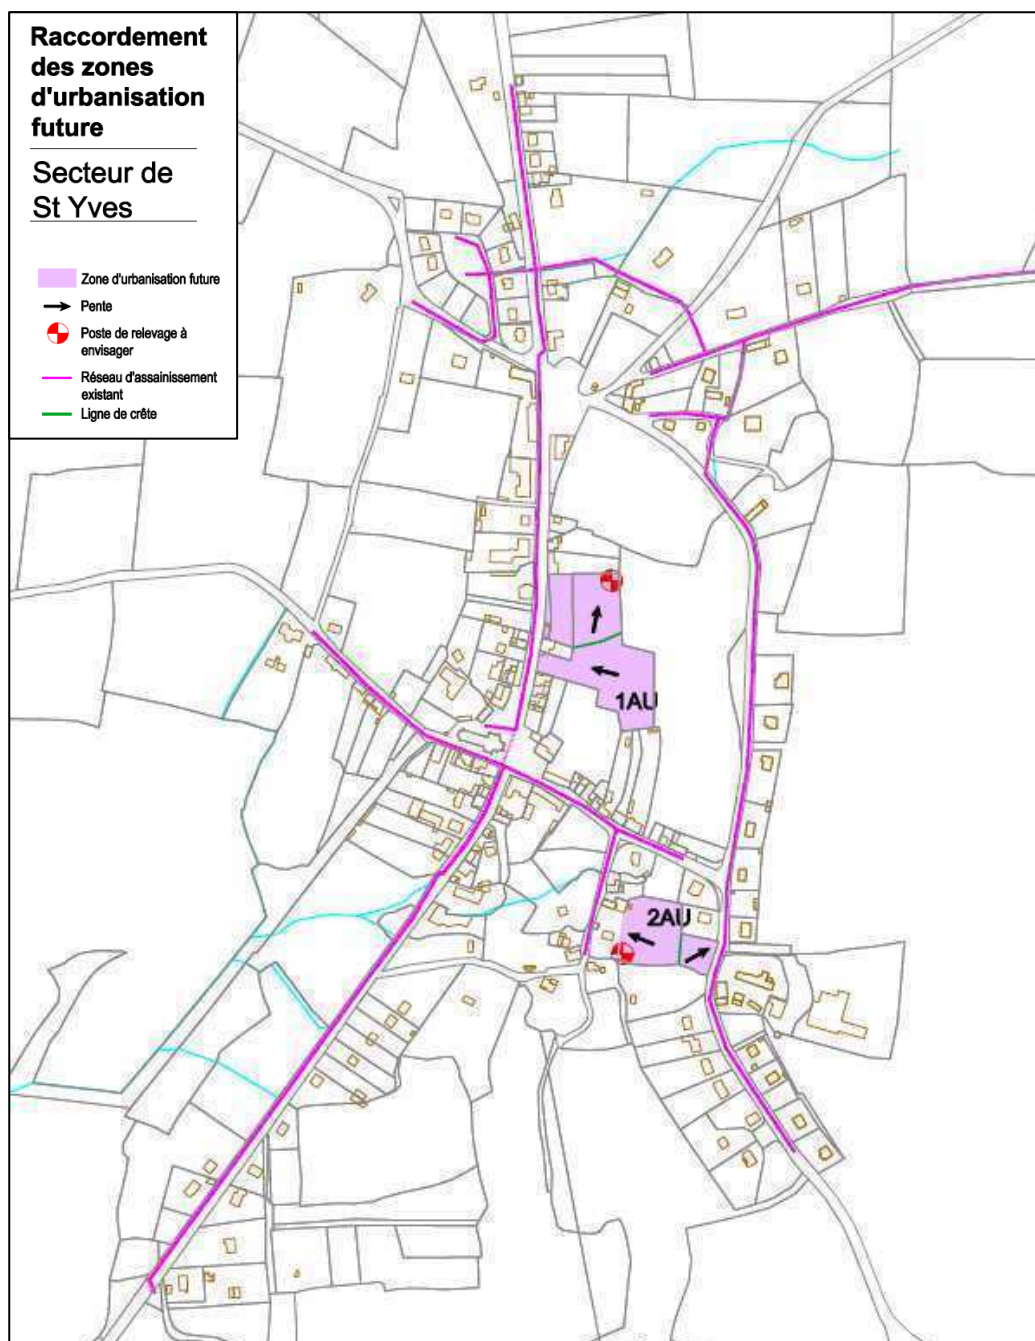 Raccordement
des zones
d'urbanisation
future
Secteur de
St Yves
Zone d'urbanisation future
Pente
Poste de relevage à
envisager
Réseau d'assainissement
existant
Ligne de crête
1AU
2AU